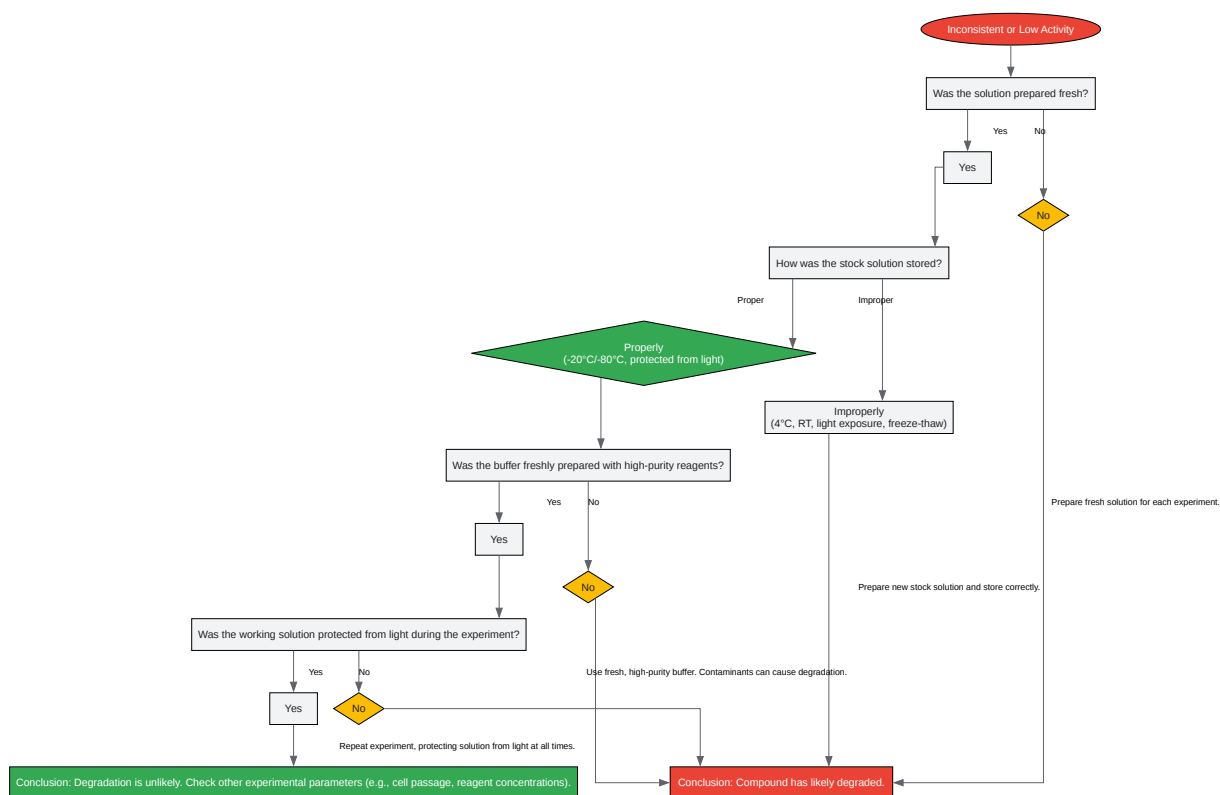 Inconsistent or Low Activity
Was the solution prepared fresh?
Yes
No
Yes
No
How was the stock solution stored?
Proper
Improper
Properly
(-20°C/-80°C, protected from light)
Improperly
(4°C, RT, light exposure, freeze-thaw)
Was the buffer freshly prepared with high-purity reagents?
Yes
No
Prepare fresh solution for each experiment.
Yes
No
Prepare new stock solution and store correctly.
Was the working solution protected from light during the experiment?
Yes
No
Use fresh, high-purity buffer. Contaminants can cause degradation.
Yes
No
Repeat experiment, protecting solution from light at all times.
Conclusion: Degradation is unlikely. Check other experimental parameters (e.g., cell passage, reagent concentrations).
Conclusion: Compound has likely degraded.